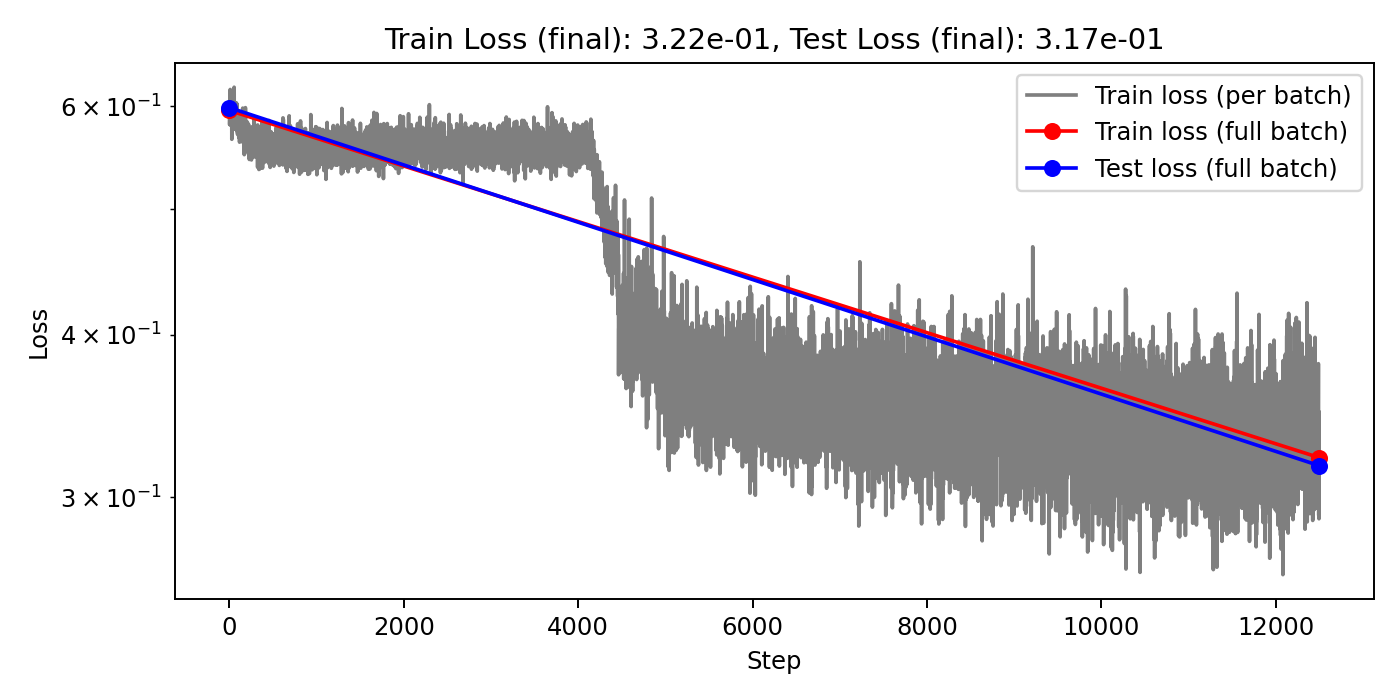 Train Loss (final): 3.22e-01, Test Loss (final): 3.17e-01
Train loss (per batch)
Train loss (full batch)
Test loss (full batch)
6 × 10⁻¹
4 × 10⁻¹
3 × 10⁻¹
Loss
0 2000 4000 6000 8000 10000 12000
Step